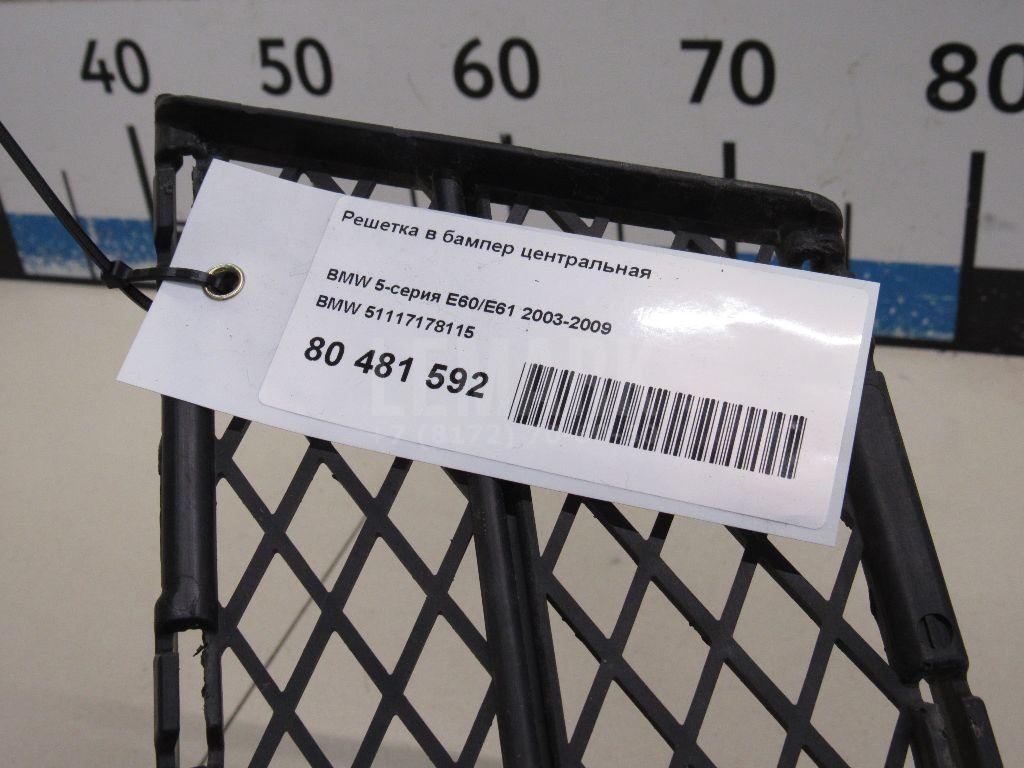 40 50 60 70 80
Решетка в бампер центральная
BMW 5-серия E60/E61 2003-2009
BMW 51117178115
80 481 592
LEMARK